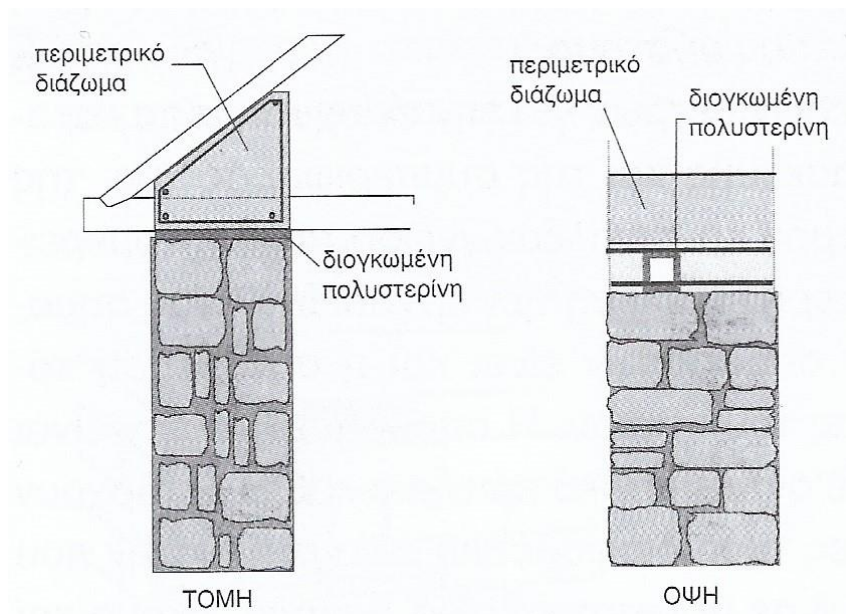 περιμετρικό
διάζωμα
διογκωμένη
πολυστερίνη
ΤΟΜΗ
περιμετρικό
διάζωμα
διογκωμένη
πολυστερίνη
ΟΨΗ